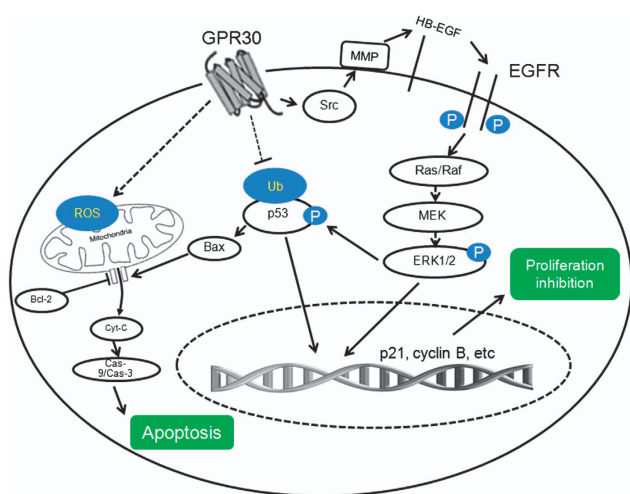 GPR30
HB-EGF
MMP
EGFR
Src
P
P
Ras/Raf
Ub
ROS
p53
P
MEK
Mitochondria
Bax
ERK1/2
P
Proliferation
inhibition
Bcl-2
Cyt-C
p21, cyclin B, etc
Cas-
9/Cas-3
Apoptosis